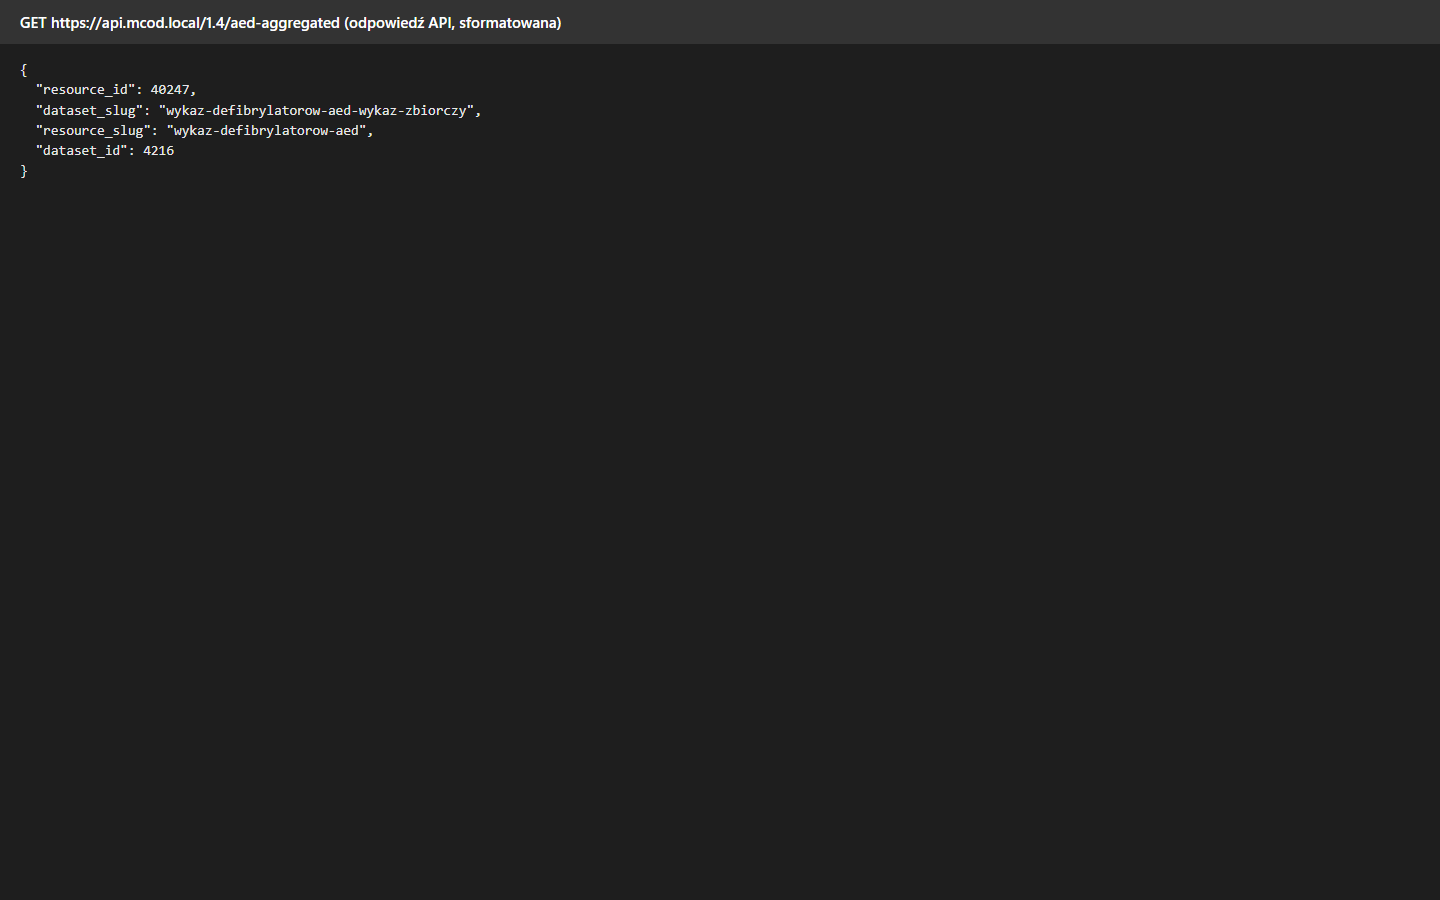 GET https://api.mcod.local/1.4/aed-aggregated (odpowiedź API, sformatowana)
{
  "resource_id": 40247,
  "dataset_slug": "wykaz-defibrylatorow-aed-wykaz-zbiorczy",
  "resource_slug": "wykaz-defibrylatorow-aed",
  "dataset_id": 4216
}